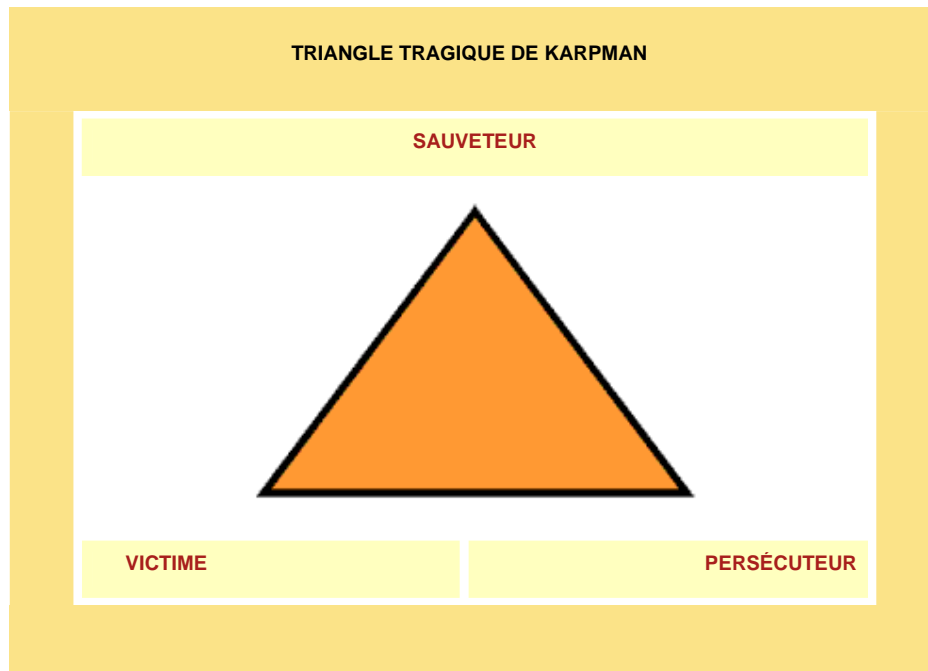 TRIANGLE TRAGIQUE DE KARPMAN
SAUVETEUR
VICTIME
PERSÉCUTEUR